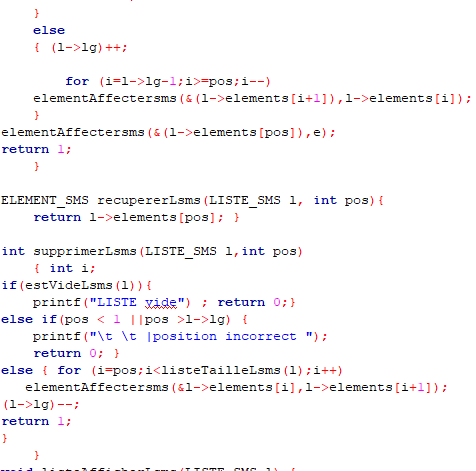 }
else
{ (l->lg)++;
for (i=l->lg-1;i>=pos;i--)
elementAffectersms(&(l->elements[i+1]),l->elements[i]);
}
elementAffectersms(&(l->elements[pos]),e);
return 1;
}
ELEMENT_SMS recupererLsms(LISTE_SMS l, int pos){
return l->elements[pos]; }
int supprimerLsms(LISTE_SMS l,int pos)
{ int i;
if(estVideLsms(l)){
printf("LISTE vide") ; return 0;}
else if(pos < 1 ||pos >l->lg) {
printf("\t \t |position incorrect ");
return 0; }
else { for (i=pos;i<listeTailleLsms(l);i++)
elementAffectersms(&l->elements[i],l->elements[i+1]);
(l->lg)--;
return 1;
}
}
void listeAfficherLsms(LISTE_SMS l) {